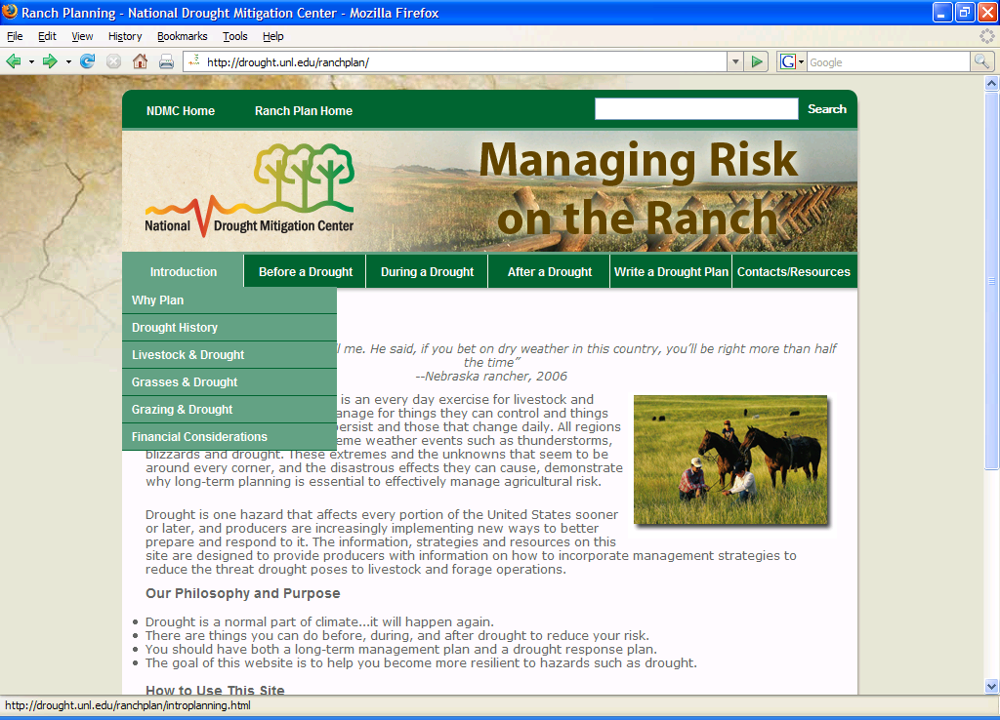 Ranch Planning - National Drought Mitigation Center - Mozilla Firefox
File Edit View History Bookmarks Tools Help
http://drought.unl.edu/ranchplan/
G Google
NDMC Home Ranch Plan Home Search
Managing Risk
on the Ranch
National Drought Mitigation Center
Introduction Before a Drought During a Drought After a Drought Write a Drought Plan Contacts/Resources
Why Plan
Drought History
Livestock & Drought
Grasses & Drought
Grazing & Drought
Financial Considerations
me. He said, if you bet on dry weather in this country, you'll be right more than half
the time”
--Nebraska rancher, 2006
is an every day exercise for livestock and
for things they can control and things
and those that change daily. All regions
weather events such as thunderstorms,
blizzards and drought. These extremes and the unknowns that seem to be
around every corner, and the disastrous effects they can cause, demonstrate
why long-term planning is essential to effectively manage agricultural risk.
Drought is one hazard that affects every portion of the United States sooner
or later, and producers are increasingly implementing new ways to better
prepare and respond to it. The information, strategies and resources on this
site are designed to provide producers with information on how to incorporate management strategies to
reduce the threat drought poses to livestock and forage operations.
Our Philosophy and Purpose
• Drought is a normal part of climate...it will happen again.
• There are things you can do before, during, and after drought to reduce your risk.
• You should have both a long-term management plan and a drought response plan.
• The goal of this website is to help you become more resilient to hazards such as drought.
How to Use This Site
http://drought.unl.edu/ranchplan/introplanning.html